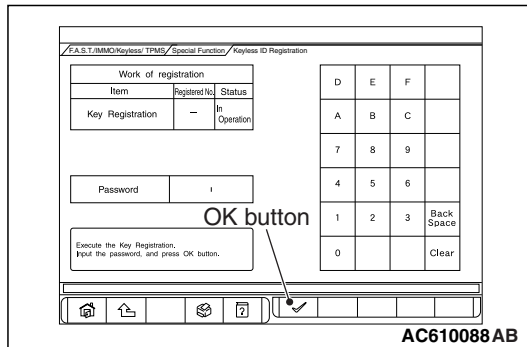 F.A.S.T./IMMO/Keyless/ TPMS/ Special Function/ Keyless ID Registration
Work of registration
Item Registered No. Status
Key Registration – In Operation
Password
OK button
Execute the Key Registration.
Input the password, and press OK button.
D E F
A B C
7 8 9
4 5 6
1 2 3 Back Space
0 Clear
?
AC610088AB